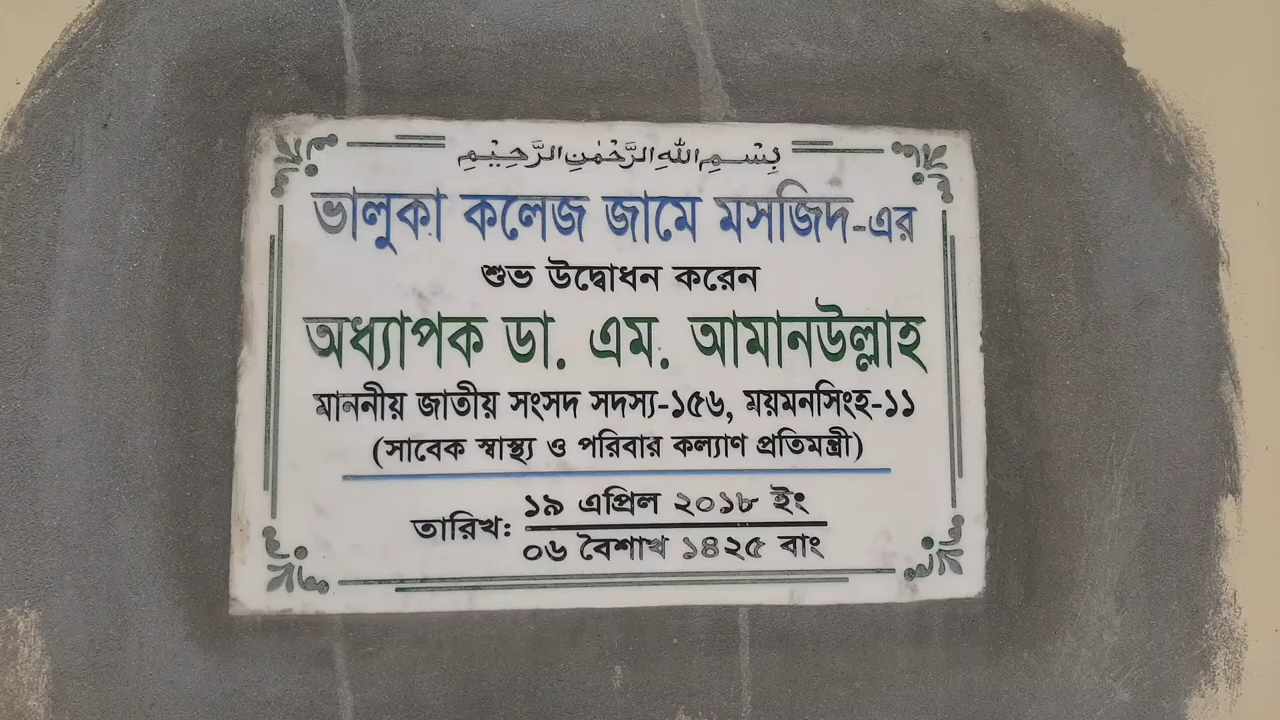 بِسْمِ اللهِ الرَّحْمٰنِ الرَّحِيْمِ
ভালুকা কলেজ জামে মসজিদ-এর
শুভ উদ্বোধন করেন
অধ্যাপক ডা. এম. আমানউল্লাহ
মাননীয় জাতীয় সংসদ সদস্য-১৫৬, ময়মনসিংহ-১১
(সাবেক স্বাস্থ্য ও পরিবার কল্যাণ প্রতিমন্ত্রী)
তারিখ: ১৯ এপ্রিল ২০১৮ ইং
০৬ বৈশাখ ১৪২৫ বাং